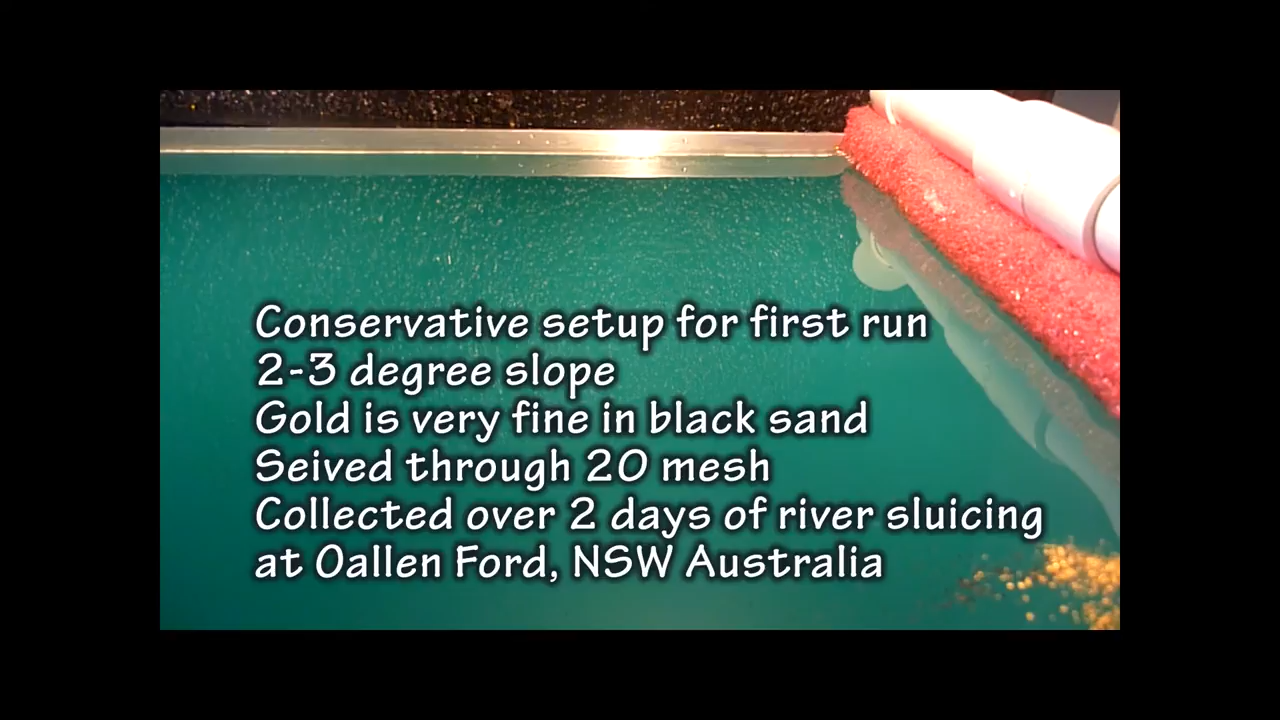 Conservative setup for first run
2-3 degree slope
Gold is very fine in black sand
Seived through 20 mesh
Collected over 2 days of river sluicing
at Oallen Ford, NSW Australia